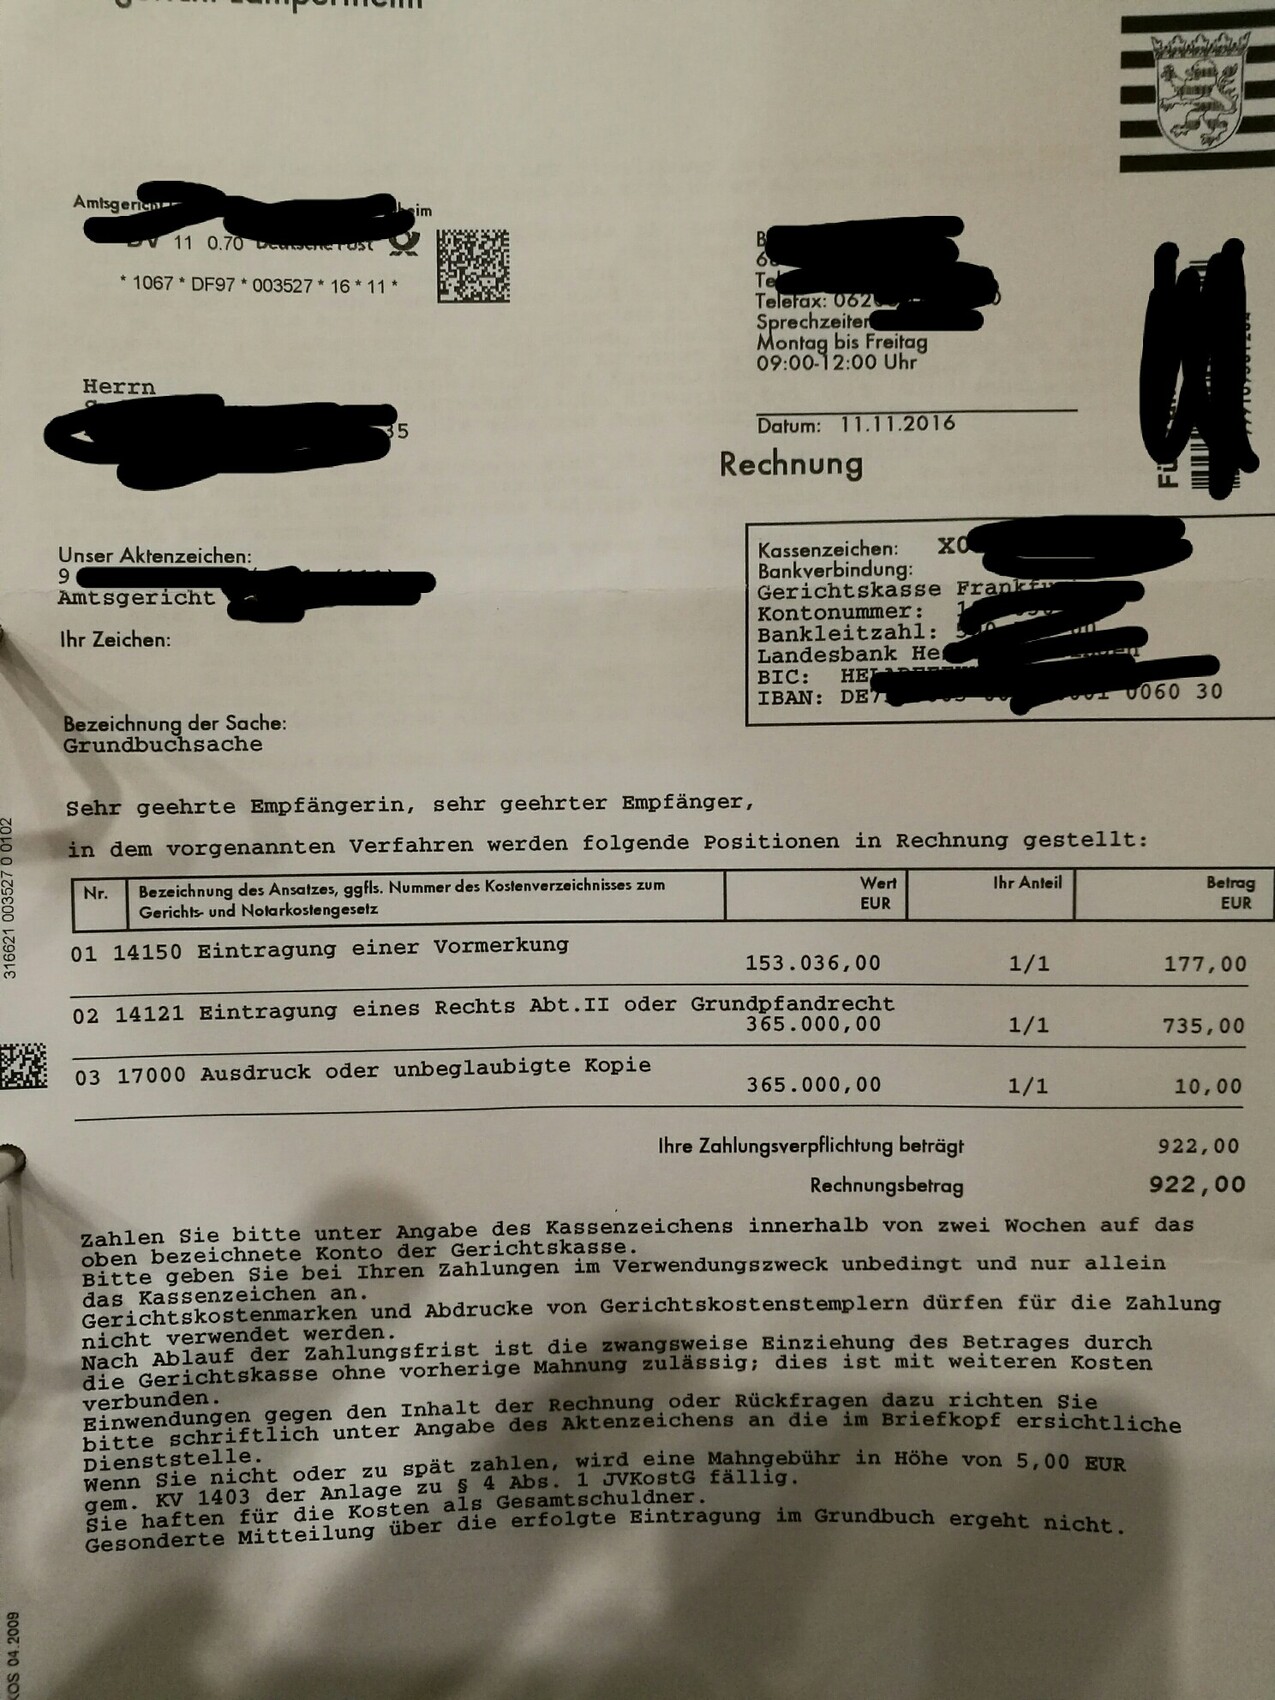 Amtsgericht
eim
11 0.70 Deutsche Post
* 1067 * DF97 * 003527 * 16 * 11 *
Telefax: 062
Sprechzeiten
Montag bis Freitag
09:00-12:00 Uhr
Herrn
35
Datum: 11.11.2016
Rechnung
Unser Aktenzeichen:
9
Amtsgericht
Ihr Zeichen:
Kassenzeichen: X0
Bankverbindung:
Gerichtskasse Frankfu
Kontonummer:
Bankleitzahl:
Landesbank He
BIC: HE
IBAN: DE7 0060 30
Bezeichnung der Sache:
Grundbuchsache
Sehr geehrte Empfängerin, sehr geehrter Empfänger,
in dem vorgenannten Verfahren werden folgende Positionen in Rechnung gestellt:
Nr. Bezeichnung des Ansatzes, ggfls. Nummer des Kostenverzeichnisses zum Wert Ihr Anteil Betrag
Gerichts- und Notarkostengesetz EUR EUR
01 14150 Eintragung einer Vormerkung
153.036,00 1/1 177,00
02 14121 Eintragung eines Rechts Abt.II oder Grundpfandrecht
365.000,00 1/1 735,00
03 17000 Ausdruck oder unbeglaubigte Kopie
365.000,00 1/1 10,00
Ihre Zahlungsverpflichtung beträgt 922,00
Rechnungsbetrag 922,00
Zahlen Sie bitte unter Angabe des Kassenzeichens innerhalb von zwei Wochen auf das
oben bezeichnete Konto der Gerichtskasse.
Bitte geben Sie bei Ihren Zahlungen im Verwendungszweck unbedingt und nur allein
das Kassenzeichen an.
Gerichtskostenmarken und Abdrucke von Gerichtskostenstemplern dürfen für die Zahlung
nicht verwendet werden.
Nach Ablauf der Zahlungsfrist ist die zwangsweise Einziehung des Betrages durch
die Gerichtskasse ohne vorherige Mahnung zulässig; dies ist mit weiteren Kosten
verbunden.
Einwendungen gegen den Inhalt der Rechnung oder Rückfragen dazu richten Sie
bitte schriftlich unter Angabe des Aktenzeichens an die im Briefkopf ersichtliche
Dienststelle.
Wenn Sie nicht oder zu spät zahlen, wird eine Mahngebühr in Höhe von 5,00 EUR
gem. KV 1403 der Anlage zu § 4 Abs. 1 JVKostG fällig.
Sie haften für die Kosten als Gesamtschuldner.
Gesonderte Mitteilung über die erfolgte Eintragung im Grundbuch ergeht nicht.
316621 003527 0 0102
KOS 04.2009